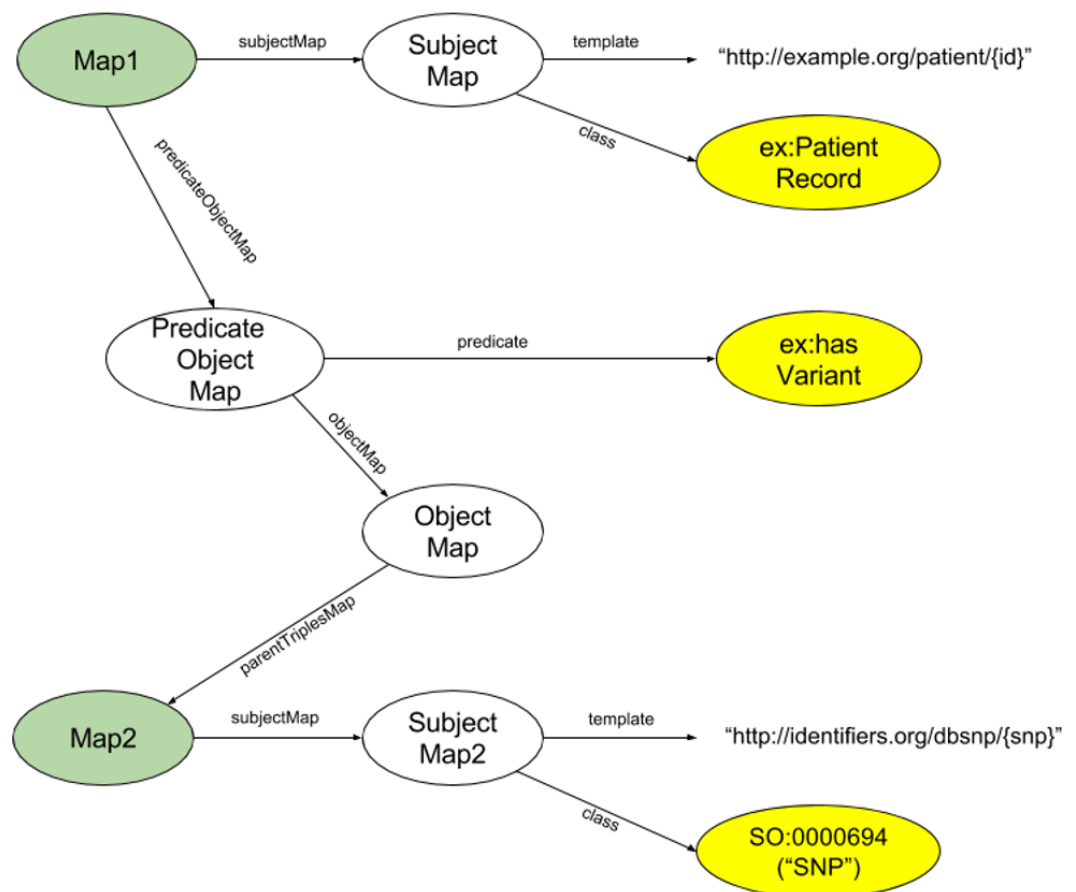 Map1
subjectMap
Subject
Map
template
“http://example.org/patient/{id}”
class
ex:Patient
Record
predicateObjectMap
Predicate
Object
Map
predicate
ex:has
Variant
objectMap
Object
Map
parentTriplesMap
Map2
subjectMap
Subject
Map2
template
“http://identifiers.org/dbsnp/{snp}”
class
SO:0000694
(“SNP”)